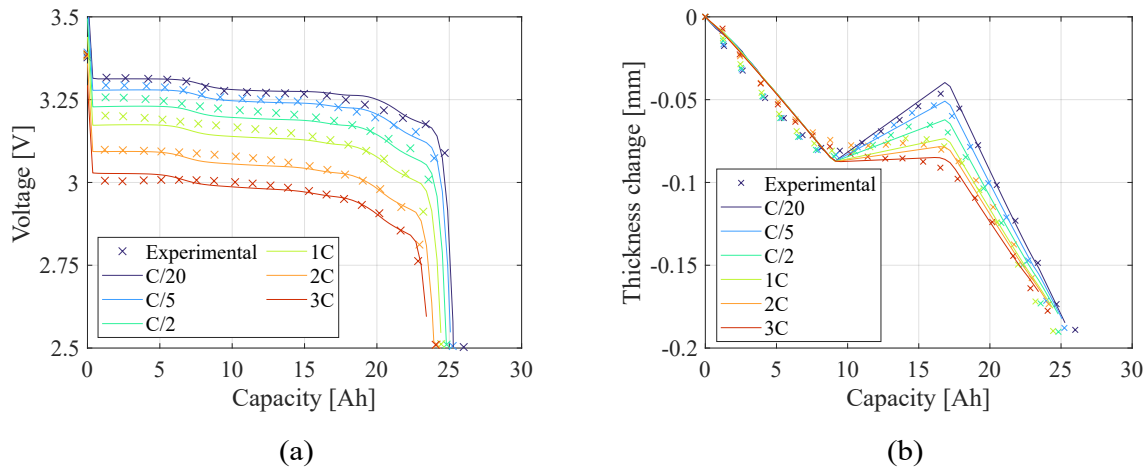 3.5
3.25
3
2.75
2.5
Voltage [V]
0 5 10 15 20 25 30
Capacity [Ah]
Experimental
C/20
C/5
C/2
1C
2C
3C
(a)
0
-0.05
-0.1
-0.15
-0.2
Thickness change [mm]
0 5 10 15 20 25 30
Capacity [Ah]
Experimental
C/20
C/5
C/2
1C
2C
3C
(b)